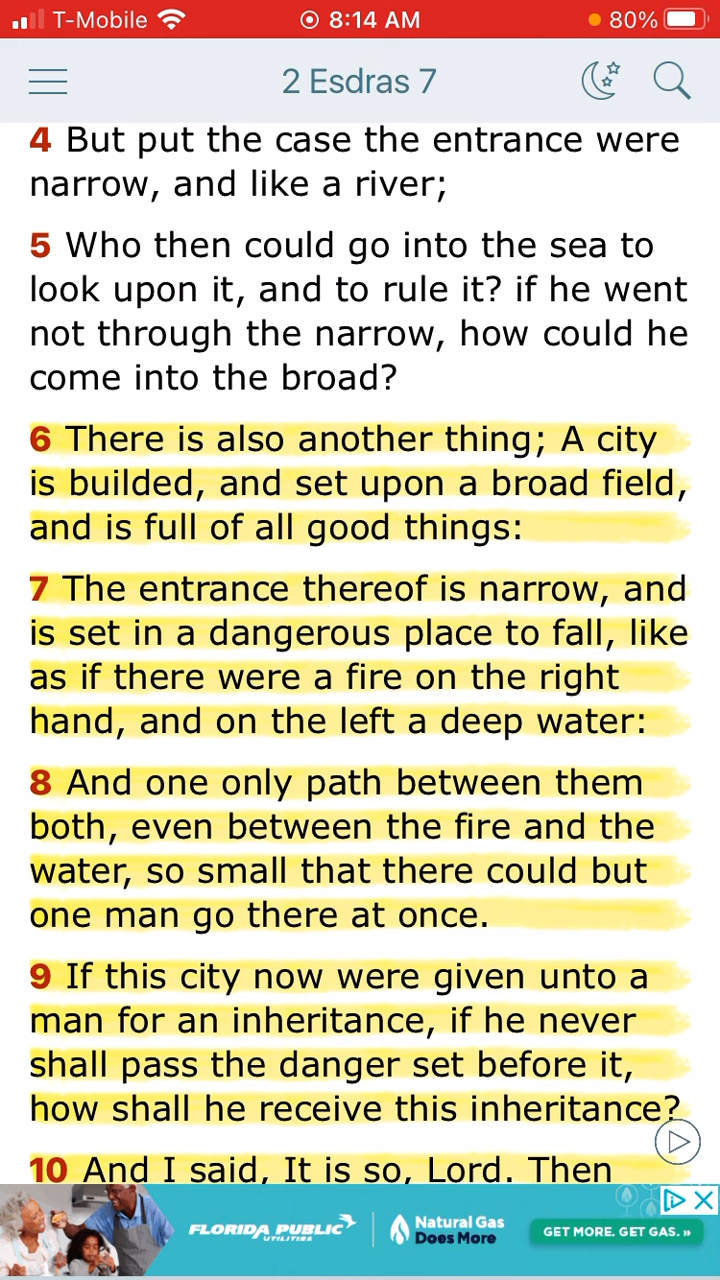 T-Mobile 8:14 AM 80%
2 Esdras 7
4 But put the case the entrance were
narrow, and like a river;
5 Who then could go into the sea to
look upon it, and to rule it? if he went
not through the narrow, how could he
come into the broad?
6 There is also another thing; A city
is builded, and set upon a broad field,
and is full of all good things:
7 The entrance thereof is narrow, and
is set in a dangerous place to fall, like
as if there were a fire on the right
hand, and on the left a deep water:
8 And one only path between them
both, even between the fire and the
water, so small that there could but
one man go there at once.
9 If this city now were given unto a
man for an inheritance, if he never
shall pass the danger set before it,
how shall he receive this inheritance?
10 And I said, It is so, Lord. Then
FLORIDA PUBLIC
UTILITIES
Natural Gas
Does More
GET MORE. GET GAS. »